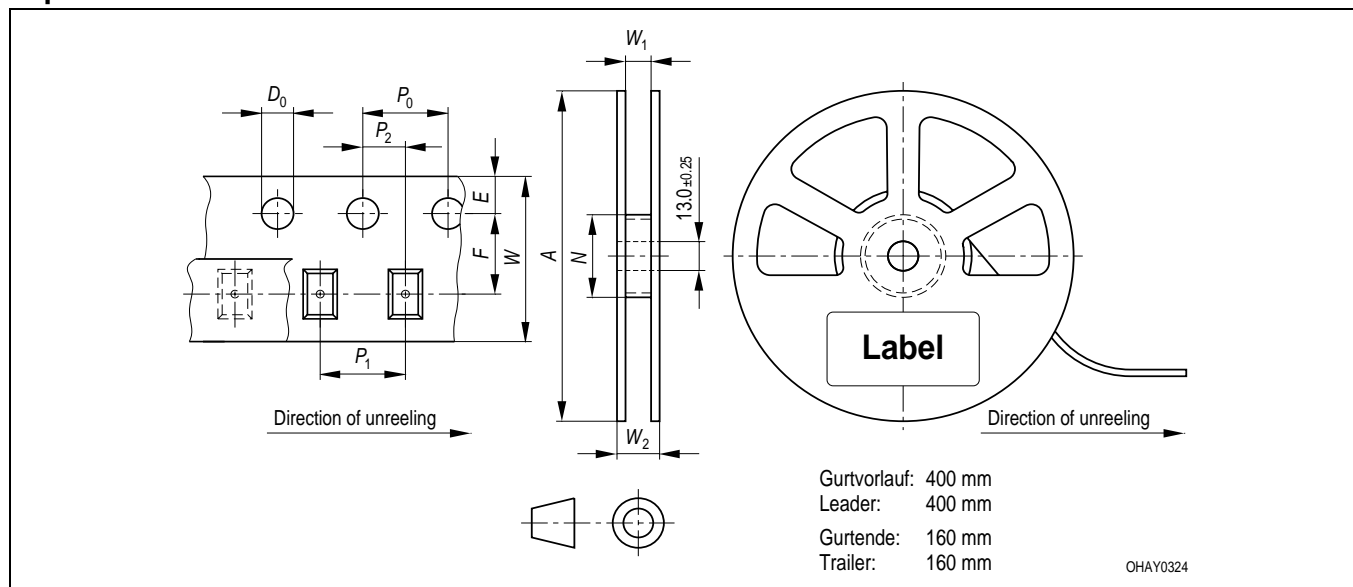 W₁
D₀
P₀
P₂
E
F
W
A
N
13.0 ±0.25
Label
P₁
Direction of unreeling
W₂
Direction of unreeling
Gurtvorlauf: 400 mm
Leader: 400 mm
Gurtende: 160 mm
Trailer: 160 mm
OHAY0324